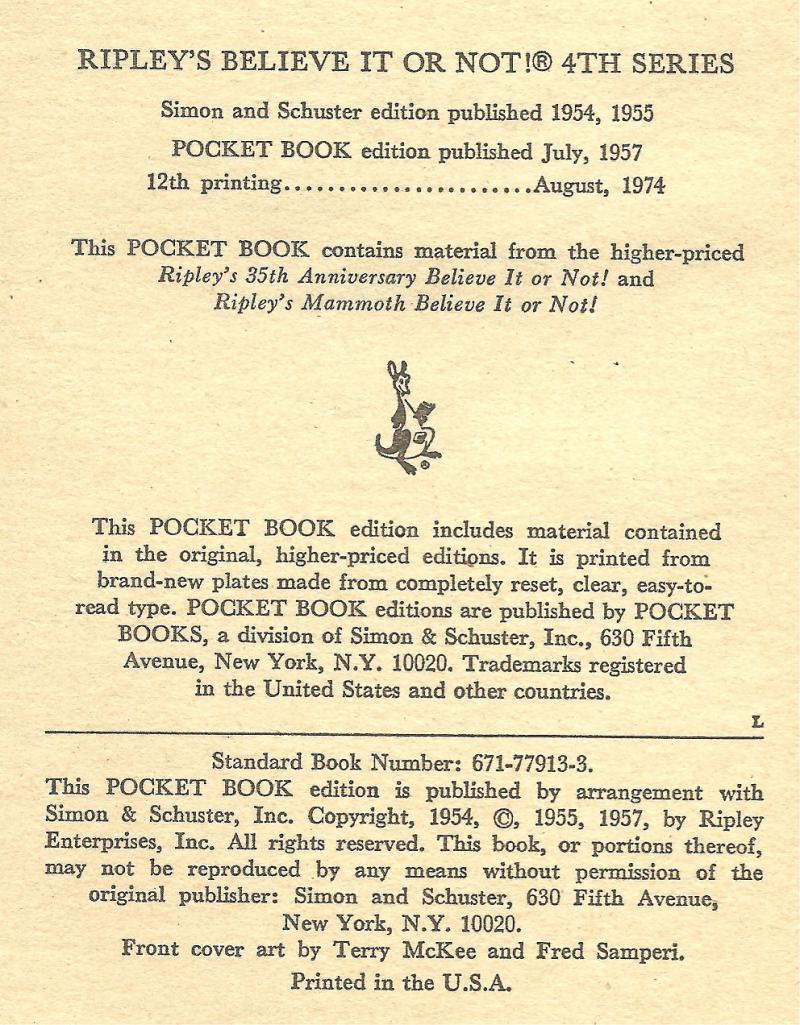 RIPLEY'S BELIEVE IT OR NOT!® 4TH SERIES
Simon and Schuster edition published 1954, 1955
POCKET BOOK edition published July, 1957
12th printing.......................August, 1974
This POCKET BOOK contains material from the higher-priced
Ripley's 35th Anniversary Believe It or Not! and
Ripley's Mammoth Believe It or Not!
®
This POCKET BOOK edition includes material contained
in the original, higher-priced editions. It is printed from
brand-new plates made from completely reset, clear, easy-to-
read type. POCKET BOOK editions are published by POCKET
BOOKS, a division of Simon & Schuster, Inc., 630 Fifth
Avenue, New York, N.Y. 10020. Trademarks registered
in the United States and other countries.
L
Standard Book Number: 671-77913-3.
This POCKET BOOK edition is published by arrangement with
Simon & Schuster, Inc. Copyright, 1954, ©, 1955, 1957, by Ripley
Enterprises, Inc. All rights reserved. This book, or portions thereof,
may not be reproduced by any means without permission of the
original publisher: Simon and Schuster, 630 Fifth Avenue,
New York, N.Y. 10020.
Front cover art by Terry McKee and Fred Samperi.
Printed in the U.S.A.